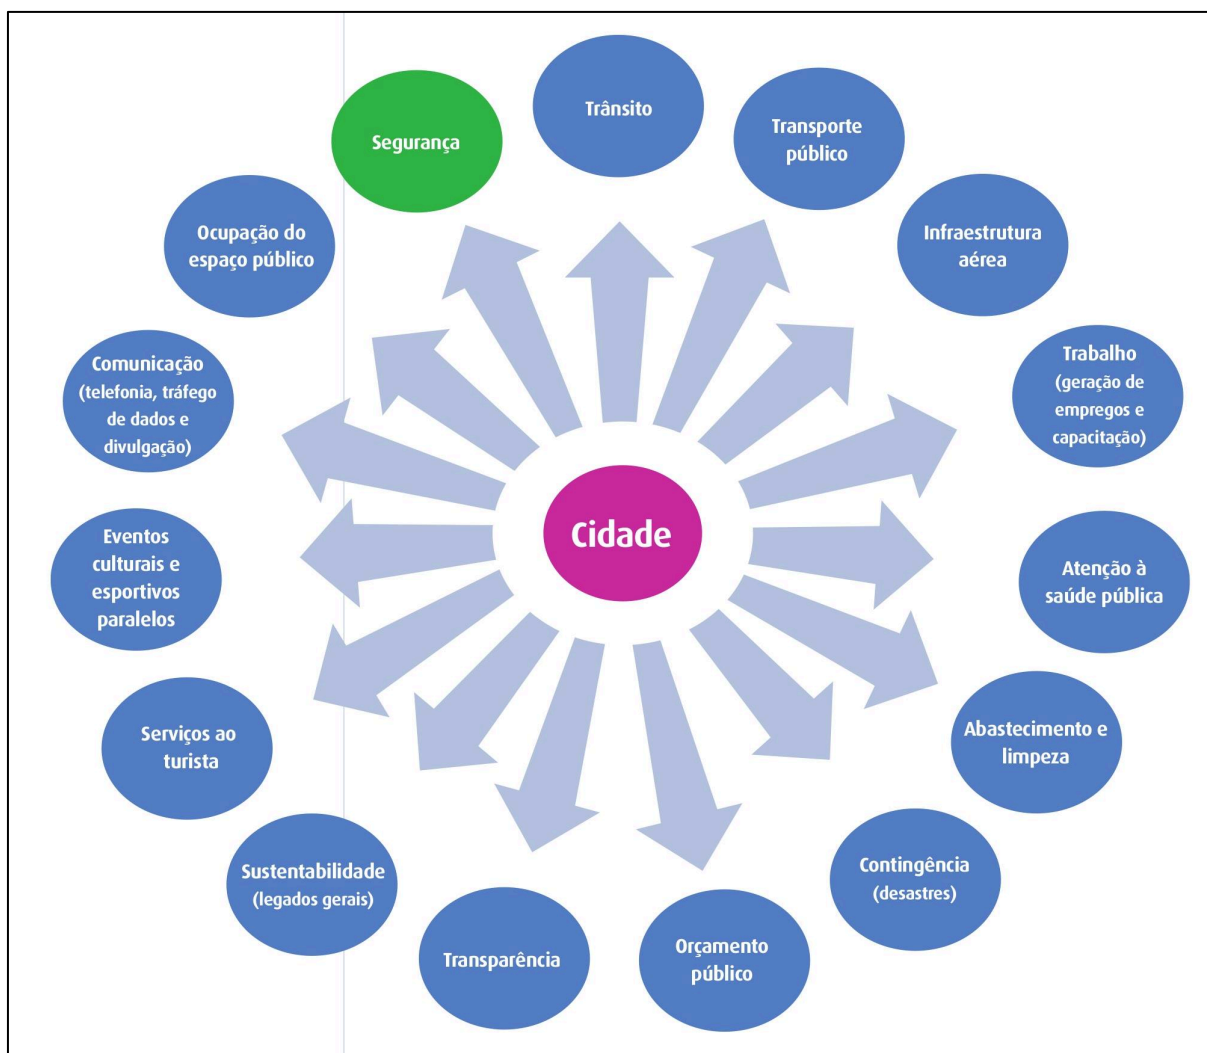 Trânsito
Segurança
Transporte
público
Ocupação do
espaço público
Infraestrutura
aérea
Comunicação
(telefonia, tráfego
de dados e
divulgação)
Trabalho
(geração de
empregos e
capacitação)
Cidade
Eventos
culturais e
esportivos
paralelos
Atenção à
saúde pública
Serviços ao
turista
Abastecimento e
limpeza
Sustentabilidade
(legados gerais)
Contingência
(desastres)
Transparência
Orçamento
público